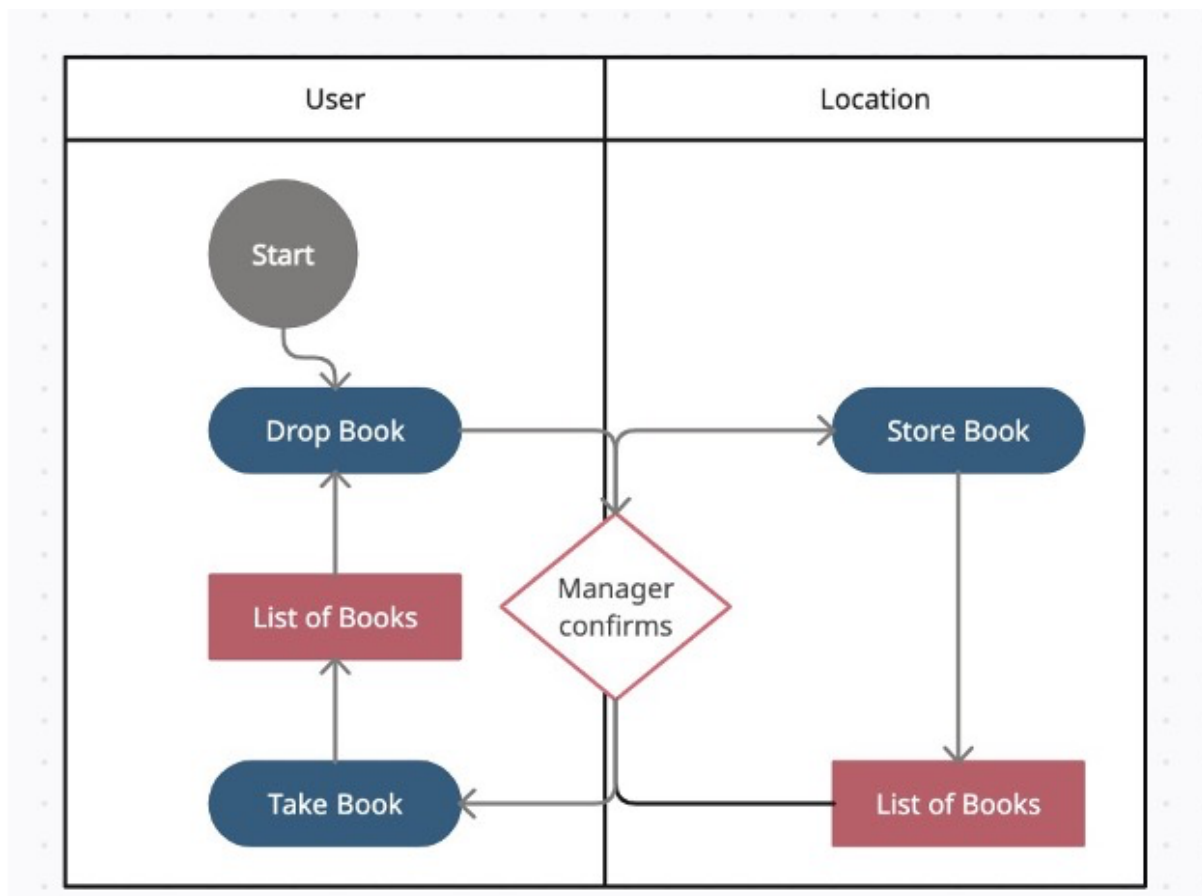 User
Location
Start
Drop Book
Store Book
Manager
confirms
List of Books
Take Book
List of Books